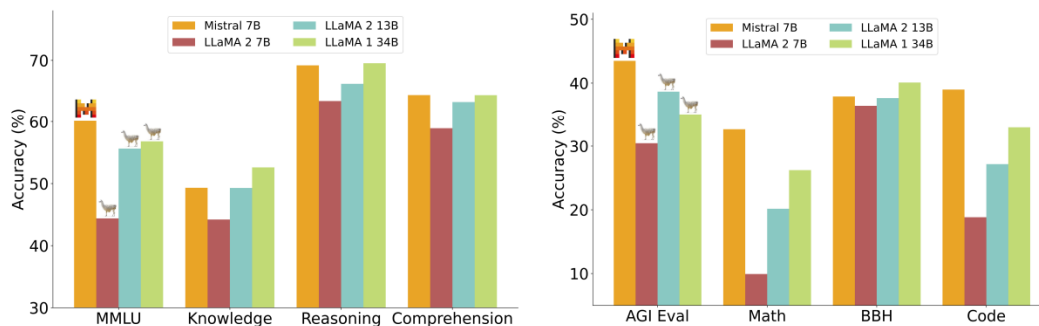 Mistral 7B
LLaMA 2 7B
LLaMA 2 13B
LLaMA 1 34B
Accuracy (%)
70
60
50
40
30
MMLU Knowledge Reasoning Comprehension
Mistral 7B
LLaMA 2 7B
LLaMA 2 13B
LLaMA 1 34B
Accuracy (%)
50
40
30
20
10
AGI Eval Math BBH Code